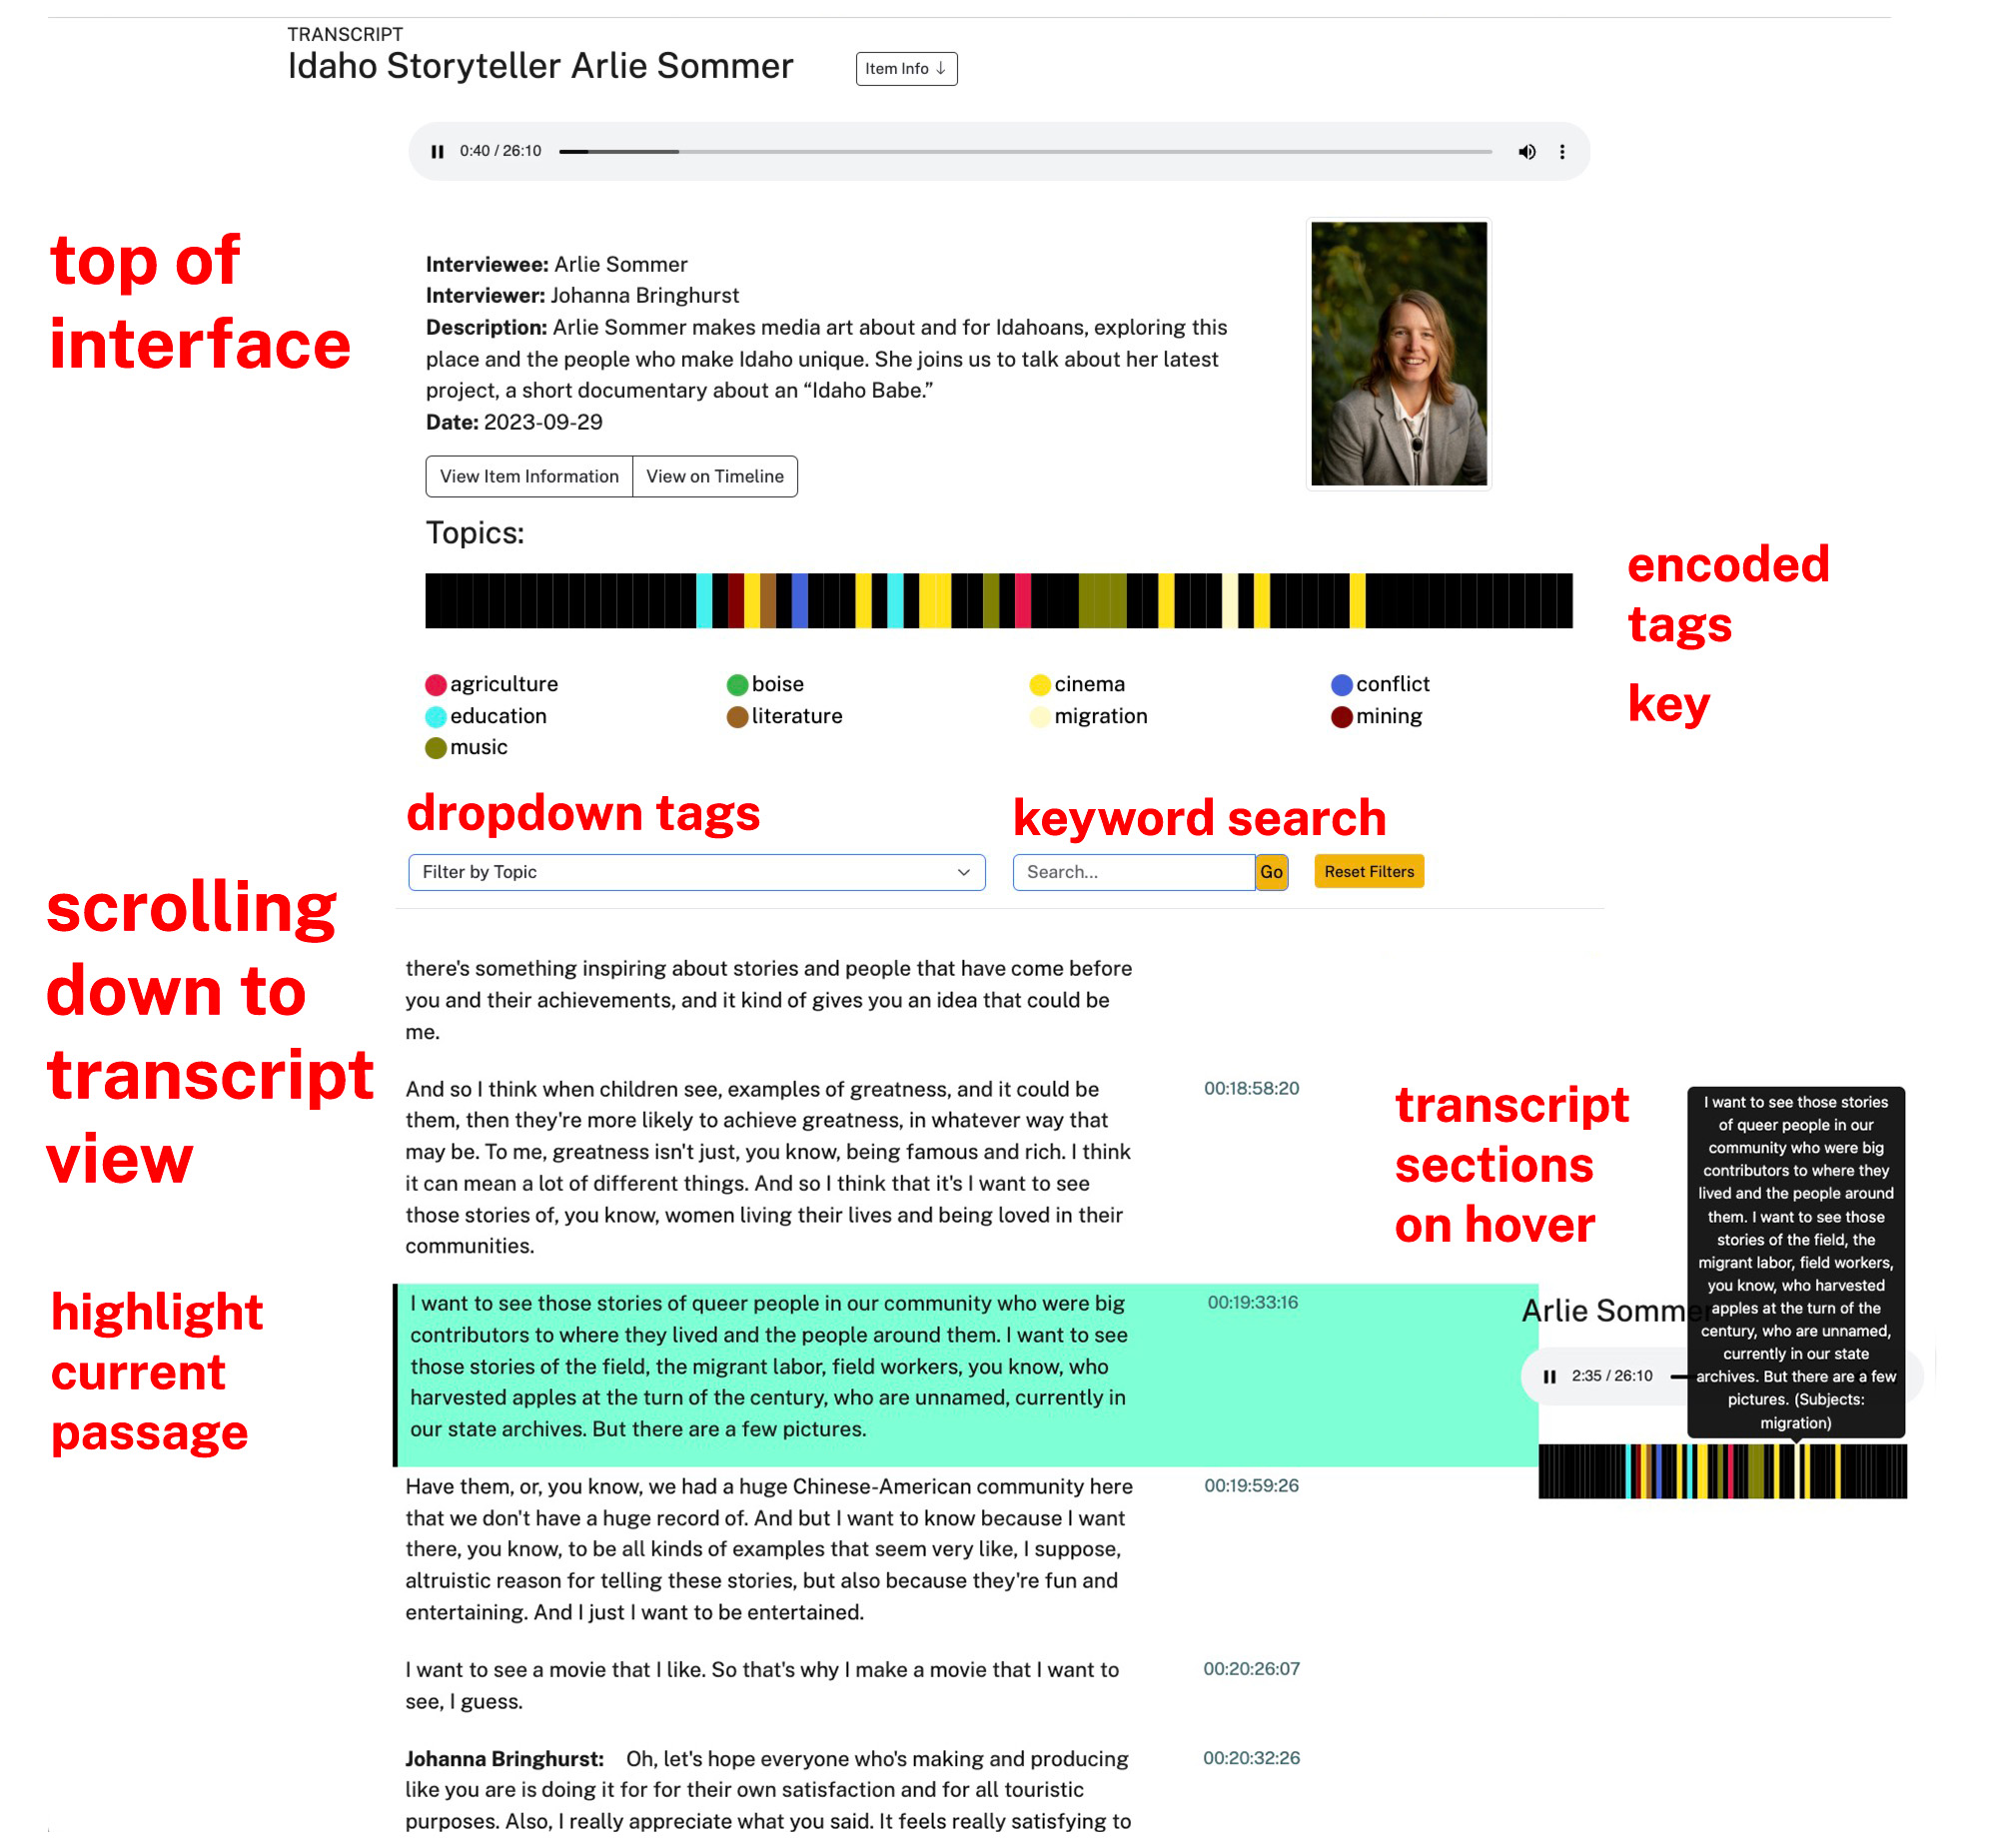 TRANSCRIPT
Idaho Storyteller Arlie Sommer
Item Info ↓
0:40 / 26:10
top of
interface
Interviewee: Arlie Sommer
Interviewer: Johanna Bringhurst
Description: Arlie Sommer makes media art about and for Idahoans, exploring this
place and the people who make Idaho unique. She joins us to talk about her latest
project, a short documentary about an “Idaho Babe.”
Date: 2023-09-29
View Item Information
View on Timeline
Topics:
encoded
tags
key
agriculture
boise
cinema
conflict
education
literature
migration
mining
music
dropdown tags
keyword search
Filter by Topic
Search...
Go
Reset Filters
scrolling
down to
transcript
view
there's something inspiring about stories and people that have come before
you and their achievements, and it kind of gives you an idea that could be
me.
And so I think when children see, examples of greatness, and it could be
them, then they're more likely to achieve greatness, in whatever way that
may be. To me, greatness isn't just, you know, being famous and rich. I think
it can mean a lot of different things. And so I think that it's I want to see
those stories of, you know, women living their lives and being loved in their
communities.
00:18:58:20
transcript
sections
on hover
highlight
current
passage
I want to see those stories of queer people in our community who were big
contributors to where they lived and the people around them. I want to see
those stories of the field, the migrant labor, field workers, you know, who
harvested apples at the turn of the century, who are unnamed, currently in
our state archives. But there are a few pictures.
00:19:33:16
I want to see those stories
of queer people in our
community who were big
contributors to where they
lived and the people around
them. I want to see those
stories of the field, the
migrant labor, field workers,
you know, who harvested
apples at the turn of the
century, who are unnamed,
currently in our state
archives. But there are a few
pictures. (Subjects:
migration)
Arlie Sommer
2:35 / 26:10
Have them, or, you know, we had a huge Chinese-American community here
that we don't have a huge record of. And but I want to know because I want
there, you know, to be all kinds of examples that seem very like, I suppose,
altruistic reason for telling these stories, but also because they're fun and
entertaining. And I just I want to be entertained.
00:19:59:26
I want to see a movie that I like. So that's why I make a movie that I want to
see, I guess.
00:20:26:07
Johanna Bringhurst: Oh, let's hope everyone who's making and producing
like you are is doing it for for their own satisfaction and for all touristic
purposes. Also, I really appreciate what you said. It feels really satisfying to
00:20:32:26